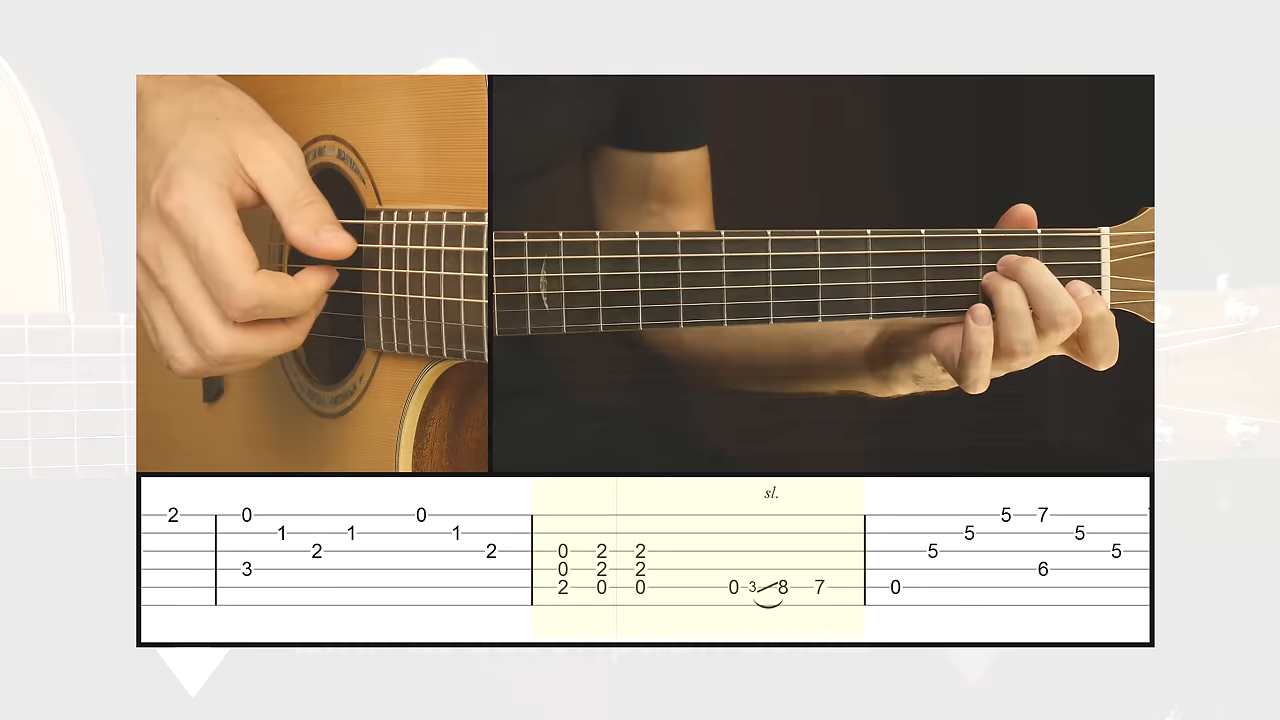 sl.
2 0 0 5 7
1 1 1 5 5
2 2 0 2 2 5 5
3 0 2 2 6
2 0 0 0 3 8 7 0